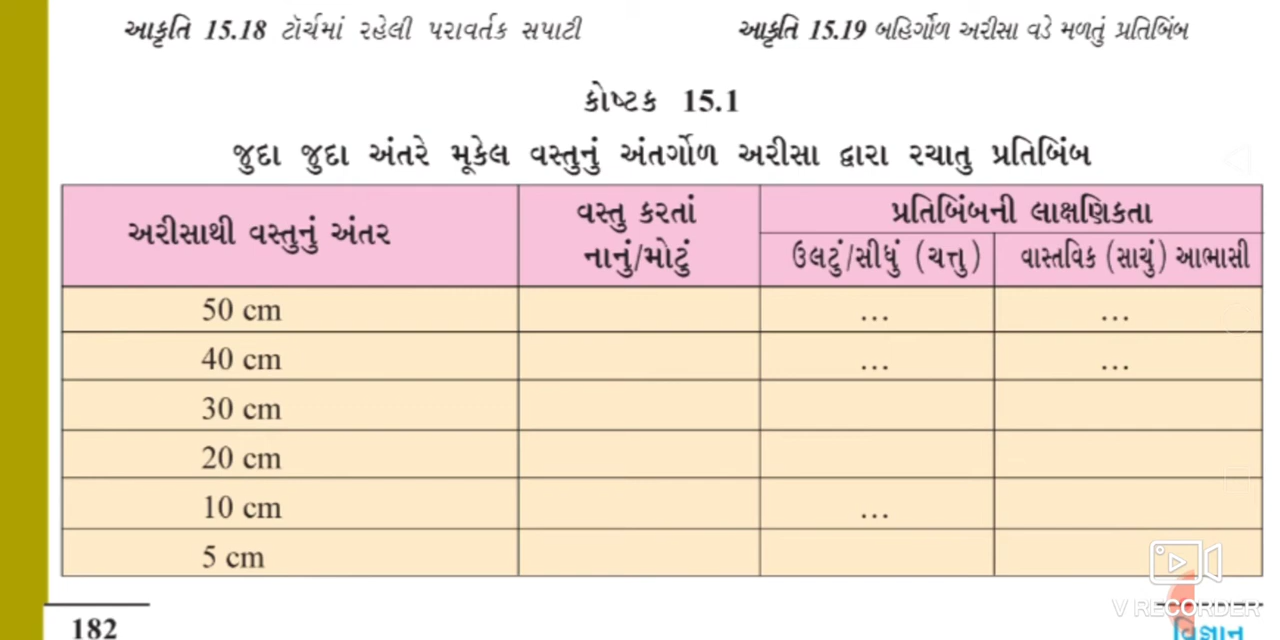 આકૃતિ 15.18 ટૉર્ચમાં રહેલી પરાવર્તક સપાટી
આકૃતિ 15.19 બહિર્ગોળ અરીસા વડે મળતું પ્રતિબિંબ
કોષ્ટક 15.1
જુદા જુદા અંતરે મૂકેલ વસ્તુનું અંતર્ગોળ અરીસા દ્વારા રચાતુ પ્રતિબિંબ
અરીસાથી વસ્તુનું અંતર
વસ્તુ કરતાં
નાનું/મોટું
પ્રતિબિંબની લાક્ષણિકતા
ઉલટું/સીધું (ચત્તુ)
વાસ્તવિક (સાચું) આભાસી
50 cm ... ...
40 cm ... ...
30 cm
20 cm
10 cm ...
5 cm
V RECORDER
182
વિજ્ઞાન